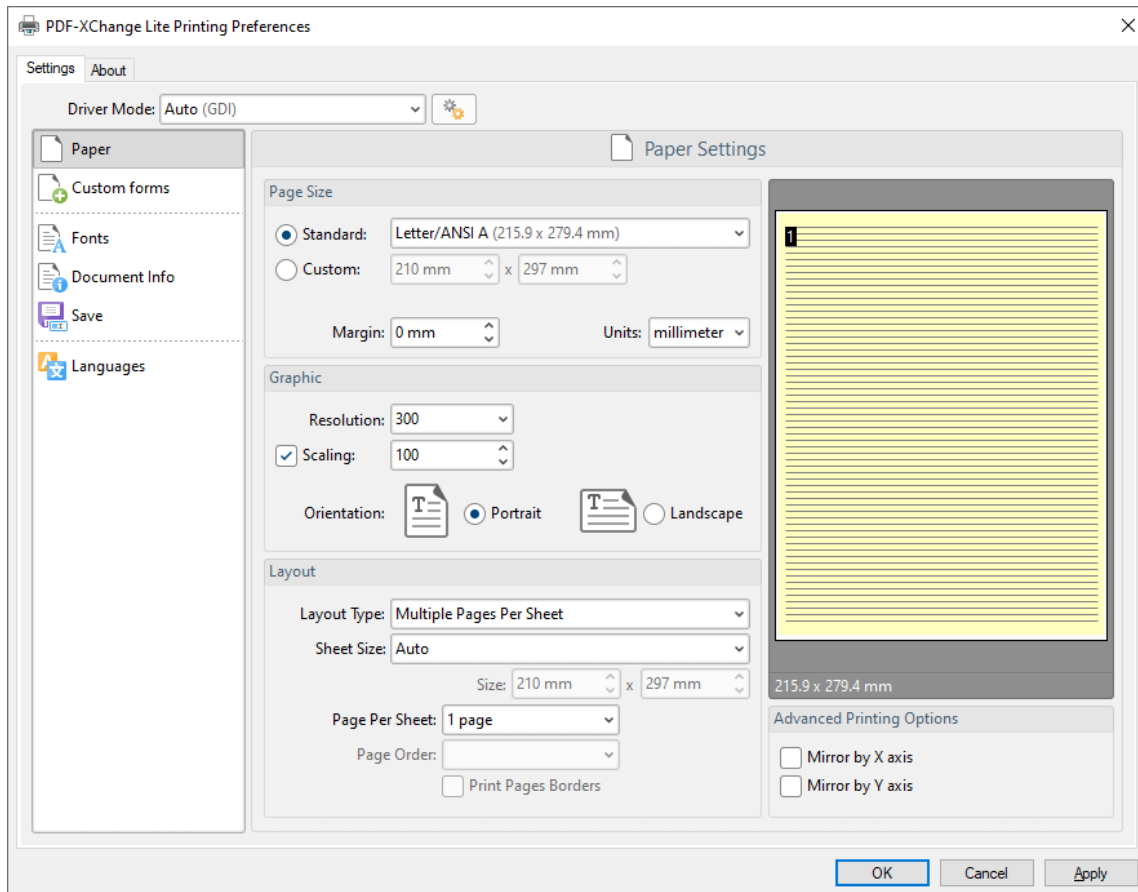 PDF-XChange Lite Printing Preferences
Settings About
Driver Mode: Auto (GDI)
Paper
Custom forms
Fonts
Document Info
Save
Languages
Paper Settings
Page Size
Standard: Letter/ANSI A (215.9 x 279.4 mm)
Custom: 210 mm x 297 mm
Margin: 0 mm Units: millimeter
Graphic
Resolution: 300
Scaling: 100
Orientation: T Portrait T Landscape
Layout
Layout Type: Multiple Pages Per Sheet
Sheet Size: Auto
Size: 210 mm x 297 mm
Page Per Sheet: 1 page
Page Order:
Print Pages Borders
1
215.9 x 279.4 mm
Advanced Printing Options
Mirror by X axis
Mirror by Y axis
OK Cancel Apply